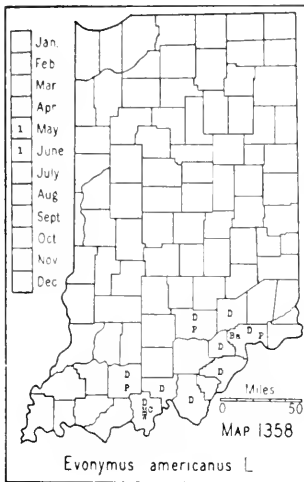 Jan.
Feb
Mar
Apr
1 May
1 June
July
Aug
Sept
Oct
Nov
Dec
D
D
P
Ba
D
P
D
D
D
P
D
D
C
D
Miles
0 50
MAP 1358
Evonymus americanus L